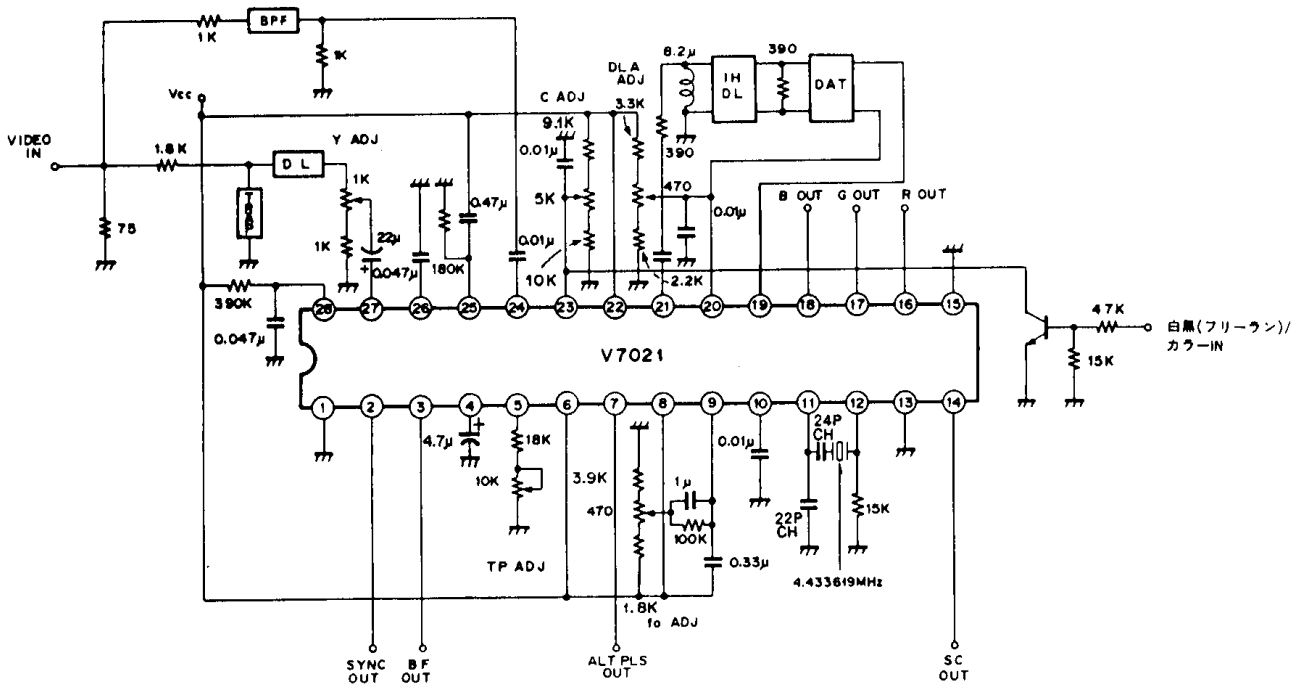 1K
BPF
1K
8.2μ
390
DLA
ADJ
1H
DL
DAT
Vcc
C ADJ
3.3K
9.1K
VIDEO
IN
Y ADJ
1.8K
DL
0.01μ
390
1K
TRAP
0.47μ
5K
470
0.01μ
B OUT
G OUT
R OUT
75
22μ
+
1K
0.047μ
180K
0.01μ
10K
2.2K
390K
28
27
26
25
24
23
22
21
20
19
18
17
16
15
47K
白黒(フリーラン)/
カラーIN
0.047μ
V7021
15K
1
2
3
4
5
6
7
8
9
10
11
12
13
14
4.7μ
+
18K
0.01μ
24P
CH
10K
3.9K
1μ
470
100K
22P
CH
15K
TP ADJ
0.33μ
4.433619MHz
1.8K
fo ADJ
SYNC
OUT
BF
OUT
ALT PLS
OUT
SC
OUT